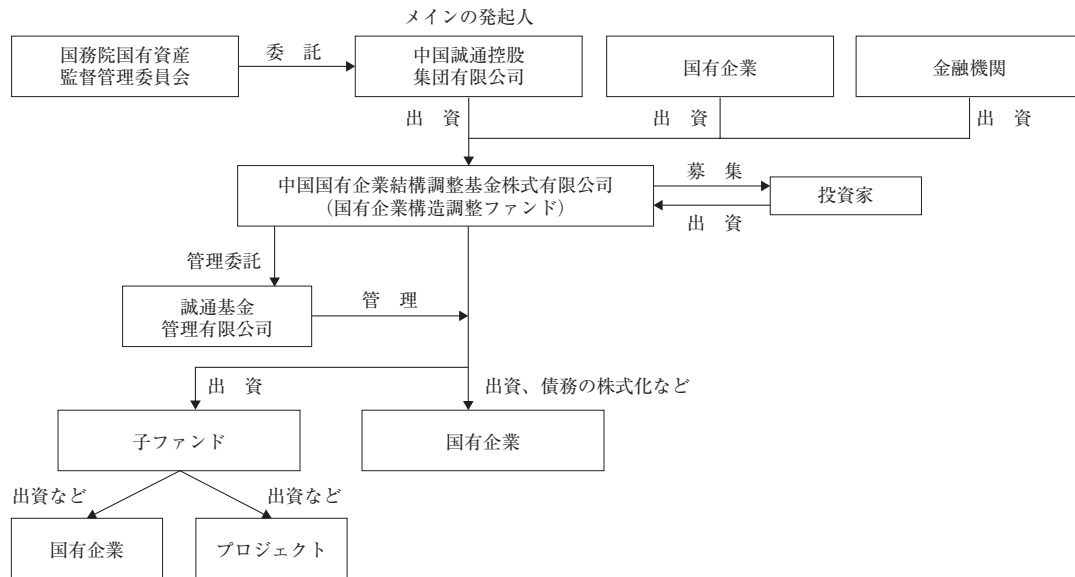 メインの発起人
国務院国有資産
監督管理委員会
委 託
中国誠通控股
集団有限公司
国有企業
金融機関
出 資
出 資
出 資
中国国有企業結構調整基金株式有限公司
(国有企業構造調整ファンド)
募 集
出 資
投資家
管理委託
誠通基金
管理有限公司
管 理
出 資
出資、債務の株式化など
子ファンド
国有企業
出資など
出資など
国有企業
プロジェクト